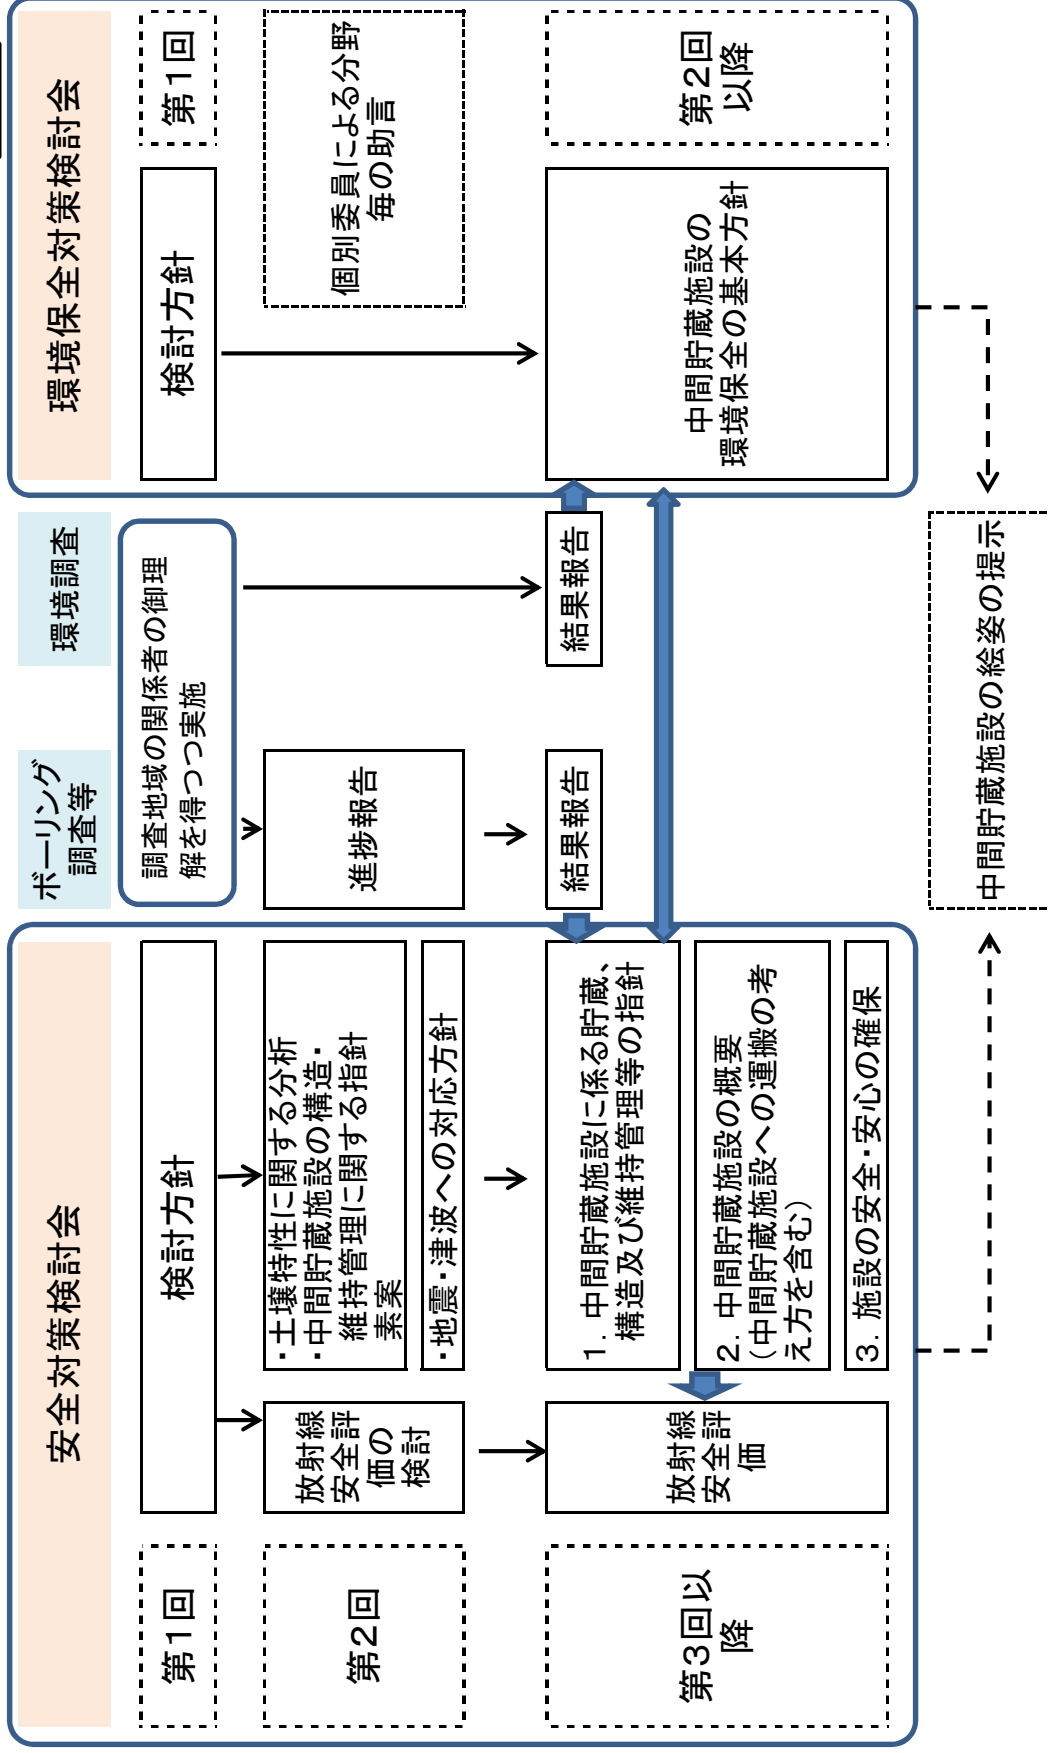 安全対策検討会
ボーリング
調査等
環境調査
環境保全対策検討会
第1回
検討方針
調査地域の関係者の御理
解を得つつ実施
検討方針
第1回
第2回
放射線
安全評
価の
検討
・土壌特性に関する分析
・中間貯蔵施設の構造・
維持管理に関する指針
素案
・地震・津波への対応方針
進捗報告
個別委員による分野
毎の助言
第3回以
降
放射線
安全評
価
1. 中間貯蔵施設に係る貯蔵、
構造及び維持管理等の指針
2. 中間貯蔵施設の概要
（中間貯蔵施設への運搬の考
え方を含む）
3. 施設の安全・安心の確保
結果報告
結果報告
中間貯蔵施設の
環境保全の基本方針
第2回
以降
中間貯蔵施設の絵姿の提示